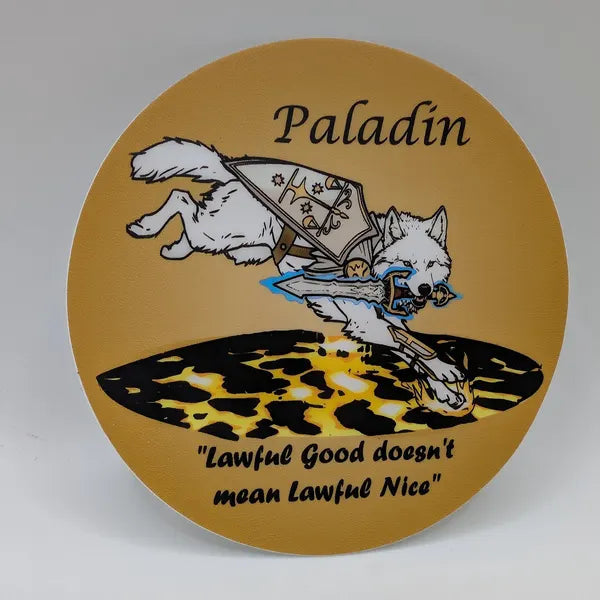 Paladin
"Lawful Good doesn't
mean Lawful Nice"